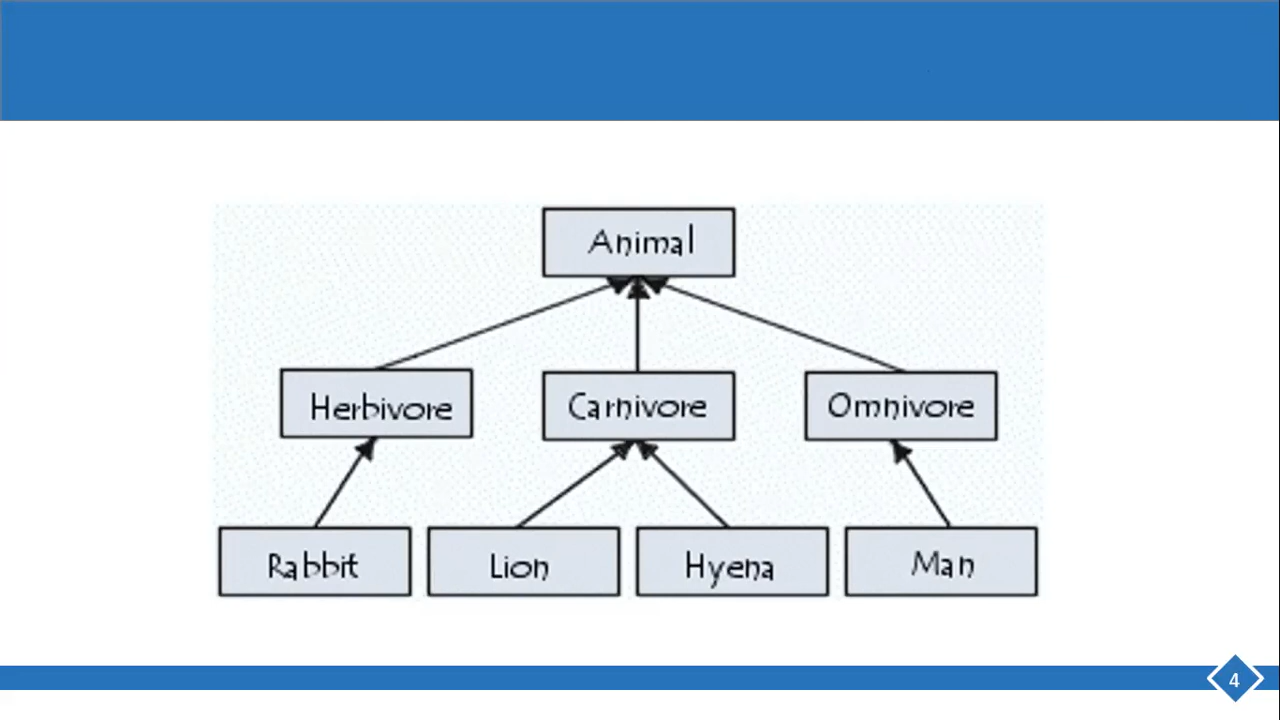 Animal
Herbivore
Carnivore
Omnivore
Rabbit
Lion
Hyena
Man
4